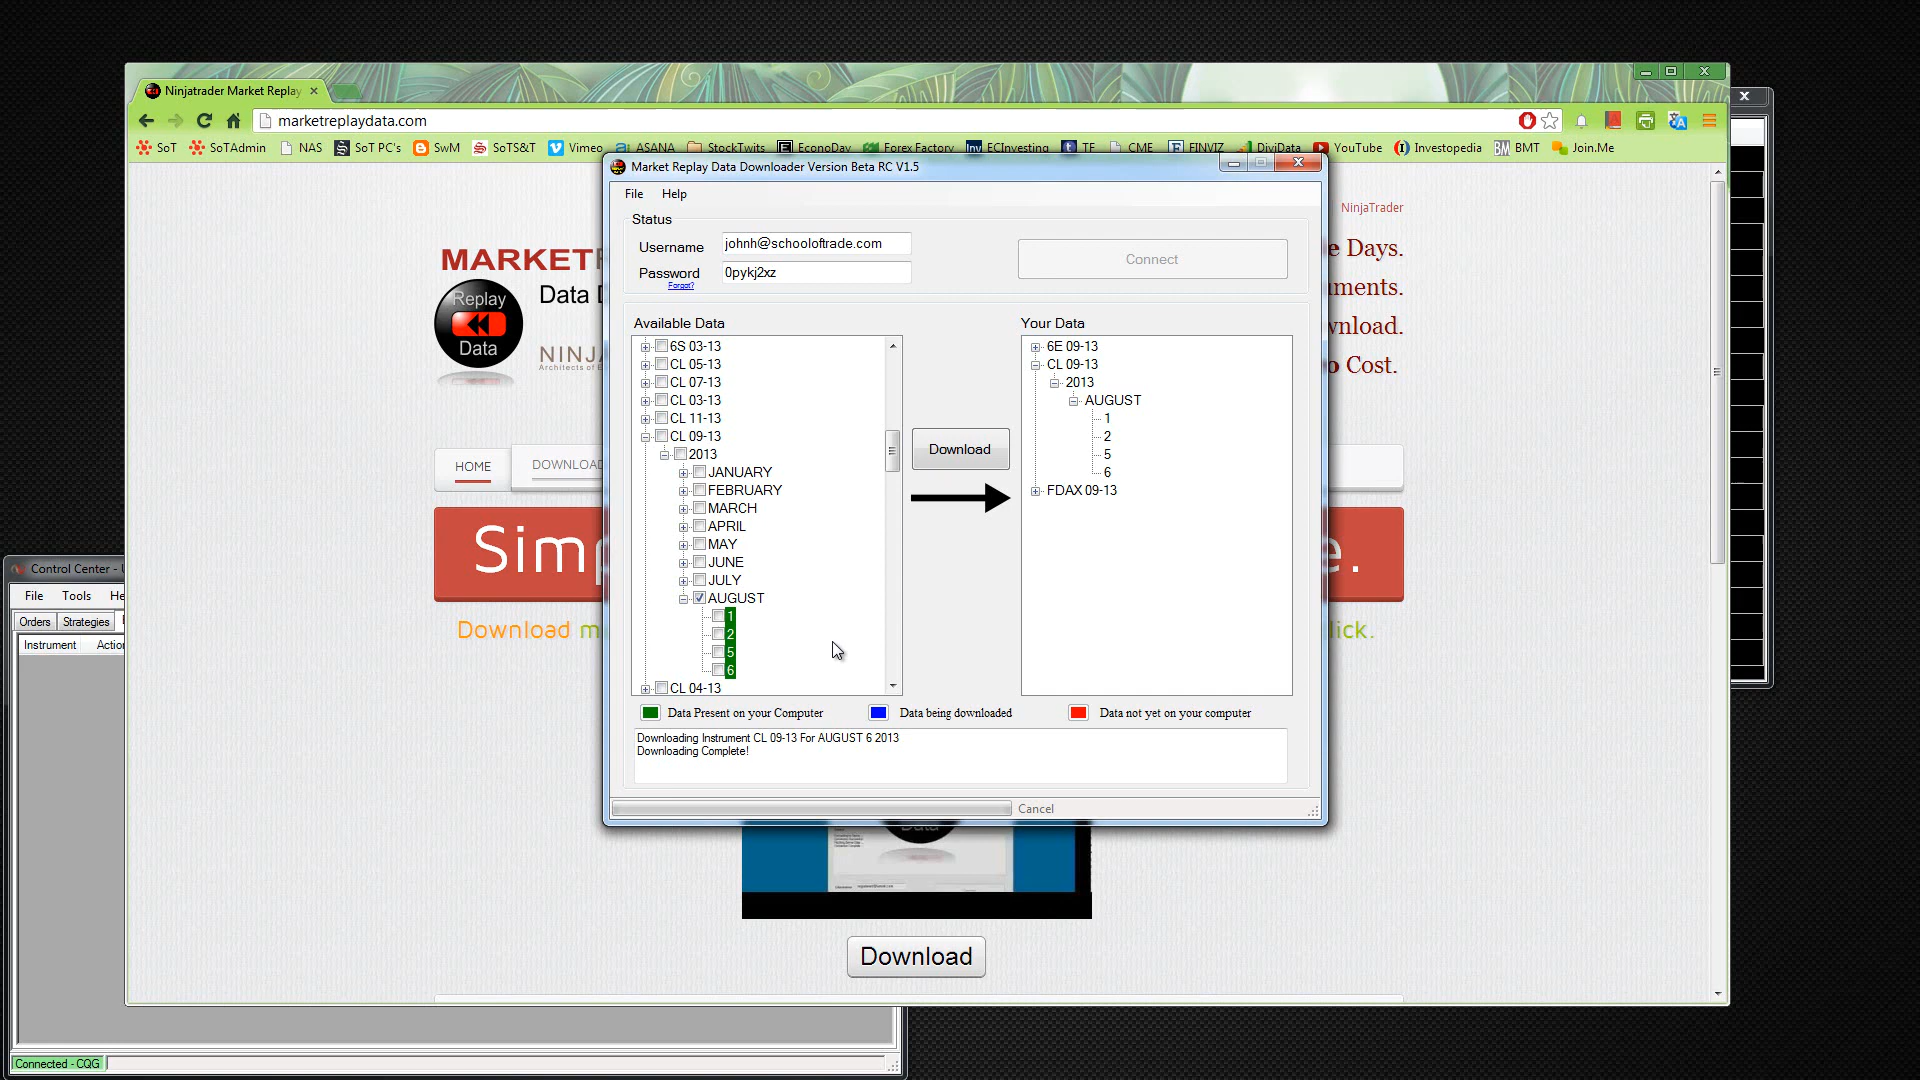 Ninjatrader Market Replay
marketreplaydata.com
SoT SoTAdmin NAS SoT PC's SwM SoTS&T Vimeo ASANA StockTwits EconoDay Forex Factory ECInvesting TF CME FINVIZ DiviData YouTube Investopedia BMT Join.Me
Market Replay Data Downloader Version Beta RC V1.5
File Help
Status
Username johnh@schooloftrade.com
Password 0pykj2xz
Forgot?
Connect
Available Data
6S 03-13
CL 05-13
CL 07-13
CL 03-13
CL 11-13
CL 09-13
2013
JANUARY
FEBRUARY
MARCH
APRIL
MAY
JUNE
JULY
AUGUST
1
2
5
6
CL 04-13
Download
Your Data
6E 09-13
CL 09-13
2013
AUGUST
1
2
5
6
FDAX 09-13
Data Present on your Computer
Data being downloaded
Data not yet on your computer
Downloading Instrument CL 09-13 For AUGUST 6 2013
Downloading Complete!
Cancel
NinjaTrader
MARKET
Replay
Data
Data
NINJ
Architects of
Days.
Cost.
HOME
DOWNLOAD
Download
Download
Control Center -
File Tools He
Orders Strategies
Instrument Action
Connected - CQG